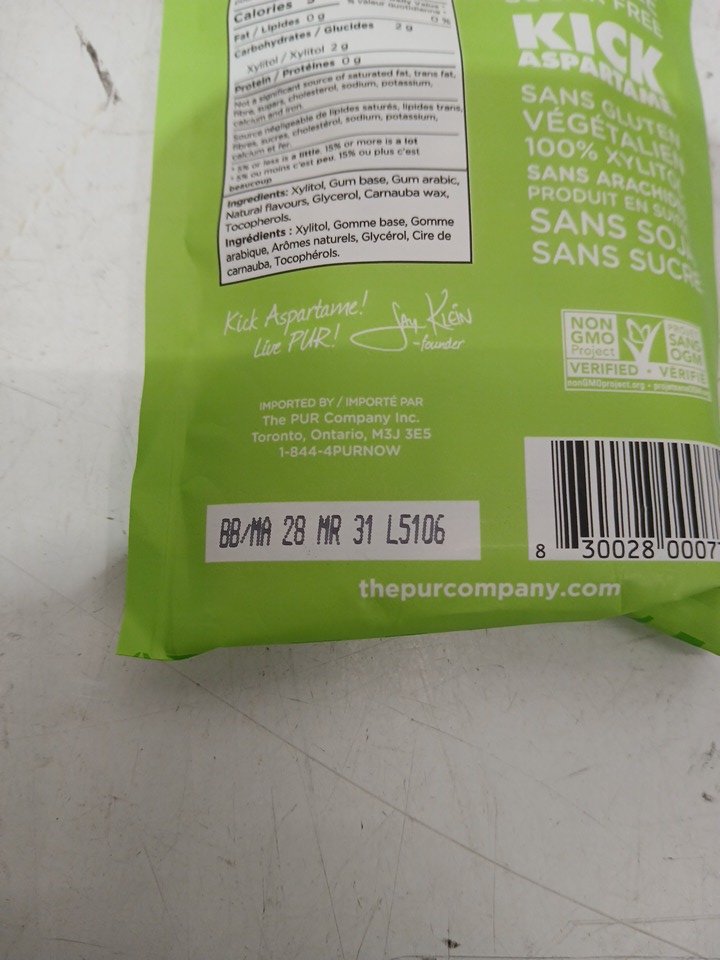 Calories
Fat / Lipides 0 g
0 %
Carbohydrates / Glucides 2 g
Xylitol / Xylitol 2 g
Protein / Protéines 0 g
Not a significant source of saturated fat, trans fat,
fibre, sugars, cholesterol, sodium, potassium,
calcium and iron.
Source négligeable de lipides saturés, lipides trans,
fibres, sucres, cholestérol, sodium, potassium,
calcium et fer.
*5% or less is a little, 15% or more is a lot
*5% ou moins c'est peu, 15% ou plus c'est
beaucoup
Ingredients: Xylitol, Gum base, Gum arabic,
Natural flavours, Glycerol, Carnauba wax,
Tocopherols.
Ingrédients : Xylitol, Gomme base, Gomme
arabique, Arômes naturels, Glycérol, Cire de
carnauba, Tocophérols.
Kick Aspartame!
Live PUR!
Jay Klein
-founder
IMPORTED BY / IMPORTÉ PAR
The PUR Company Inc.
Toronto, Ontario, M3J 3E5
1-844-4PURNOW
BB/MA 28 MR 31 L5106
FREE
KICK
ASPARTAME
SANS GLUTEN
VÉGÉTALIEN
100% XYLITOL
SANS ARACHID
PRODUIT EN SU
SANS SOJA
SANS SUCRE
NON
GMO
Project
VERIFIED
nonGMOproject.org
SANS
OGM
VÉRIFIÉ
8 30028 0007
thepurcompany.com